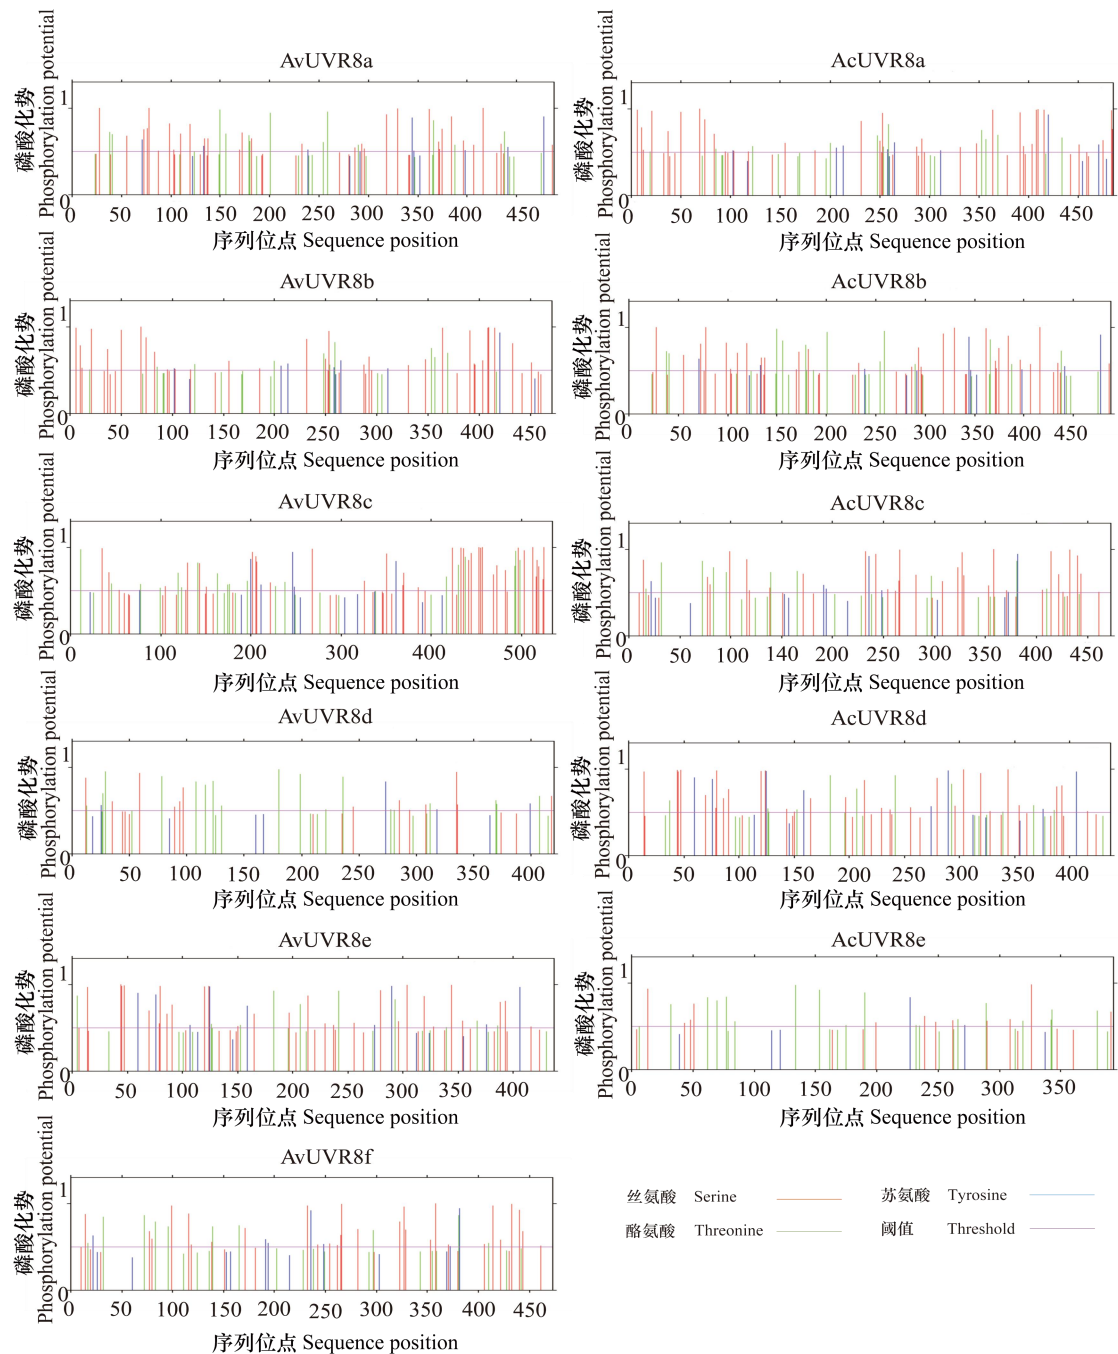 AvUVR8a
磷酸化势
Phosphorylation potential
1
0
0 50 100 150 200 250 300 350 400 450
序列位点 Sequence position
AcUVR8a
磷酸化势
Phosphorylation potential
1
0
0 50 100 150 200 250 300 350 400 450
序列位点 Sequence position
AvUVR8b
磷酸化势
Phosphorylation potential
1
0
0 50 100 150 200 250 300 350 400 450
序列位点 Sequence position
AcUVR8b
磷酸化势
Phosphorylation potential
1
0
0 50 100 150 200 250 300 350 400 450
序列位点 Sequence position
AvUVR8c
磷酸化势
Phosphorylation potential
1
0
0 100 200 300 400 500
序列位点 Sequence position
AcUVR8c
磷酸化势
Phosphorylation potential
1
0
0 50 100 140 200 250 300 350 400 450
序列位点 Sequence position
AvUVR8d
磷酸化势
Phosphorylation potential
1
0
0 50 100 150 200 250 300 350 400
序列位点 Sequence position
AcUVR8d
磷酸化势
Phosphorylation potential
1
0
0 50 100 150 200 250 300 350 400
序列位点 Sequence position
AvUVR8e
磷酸化势
Phosphorylation potential
1
0
0 50 100 150 200 250 300 350 400
序列位点 Sequence position
AcUVR8e
磷酸化势
Phosphorylation potential
1
0
0 50 100 150 200 250 300 350
序列位点 Sequence position
AvUVR8f
磷酸化势
Phosphorylation potential
1
0
0 50 100 150 200 250 300 350 400 450
序列位点 Sequence position
丝氨酸 Serine
苏氨酸 Tyrosine
酪氨酸 Threonine
阈值 Threshold